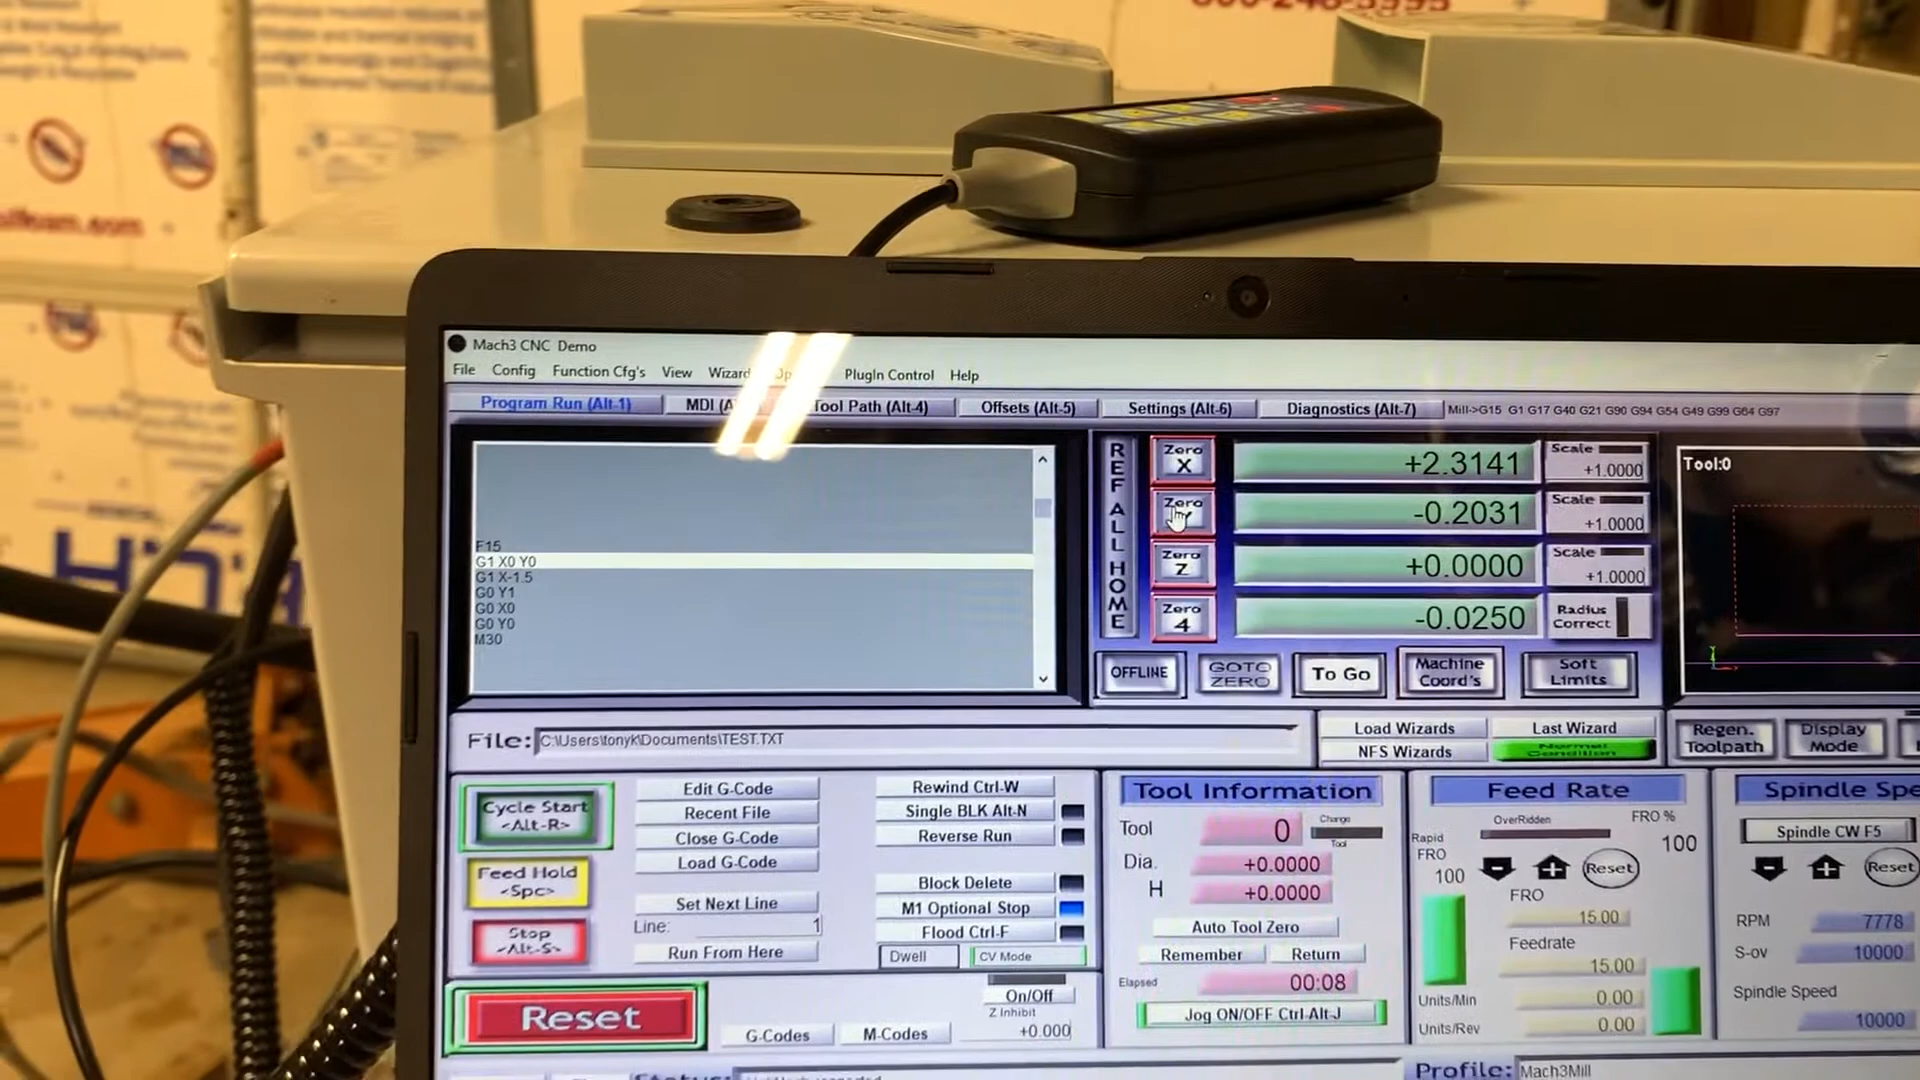 Mach3 CNC Demo
File Config Function Cfg's View Wizard PlugIn Control Help
Program Run (Alt-1) MDI (A Tool Path (Alt-4) Offsets (Alt-5) Settings (Alt-6) Diagnostics (Alt-7) Mill->G15 G1 G17 G40 G21 G90 G94 G54 G49 G99 G64 G97
F15
G1 X0 Y0
G1 X-1.5
G0 Y1
G0 X0
G0 Y0
M30
REF ALL HOME
Zero X +2.3141 Scale +1.0000
Zero -0.2031 Scale +1.0000
Zero Z +0.0000 Scale +1.0000
Zero 4 -0.0250 Radius Correct
OFFLINE GOTO ZERO To Go Machine Coord's Soft Limits
Tool:0
File: C:\Users\tonyk\Documents\TEST.TXT
Load Wizards Last Wizard
NFS Wizards Normal Condition
Regen. Toolpath Display Mode
Cycle Start <Alt-R>
Feed Hold <Spc>
Stop <Alt-S>
Reset
Edit G-Code
Recent File
Close G-Code
Load G-Code
Set Next Line
Line: 1
Run From Here
Rewind Ctrl-W
Single BLK Alt-N
Reverse Run
Block Delete
M1 Optional Stop
Flood Ctrl-F
Dwell CV Mode
On/Off
Z Inhibit
+0.000
G-Codes M-Codes
Tool Information
Tool 0 Change Tool
Dia. +0.0000
H +0.0000
Auto Tool Zero
Remember Return
Elapsed 00:08
Jog ON/OFF Ctrl-Alt-J
Feed Rate
OverRidden FRO %
Rapid FRO 100 100
Reset
FRO
15.00
Feedrate
15.00
Units/Min 0.00
Units/Rev 0.00
Spindle Spe
Spindle CW F5
Reset
RPM 7778
S-ov 10000
Spindle Speed
10000
Profile: Mach3Mill